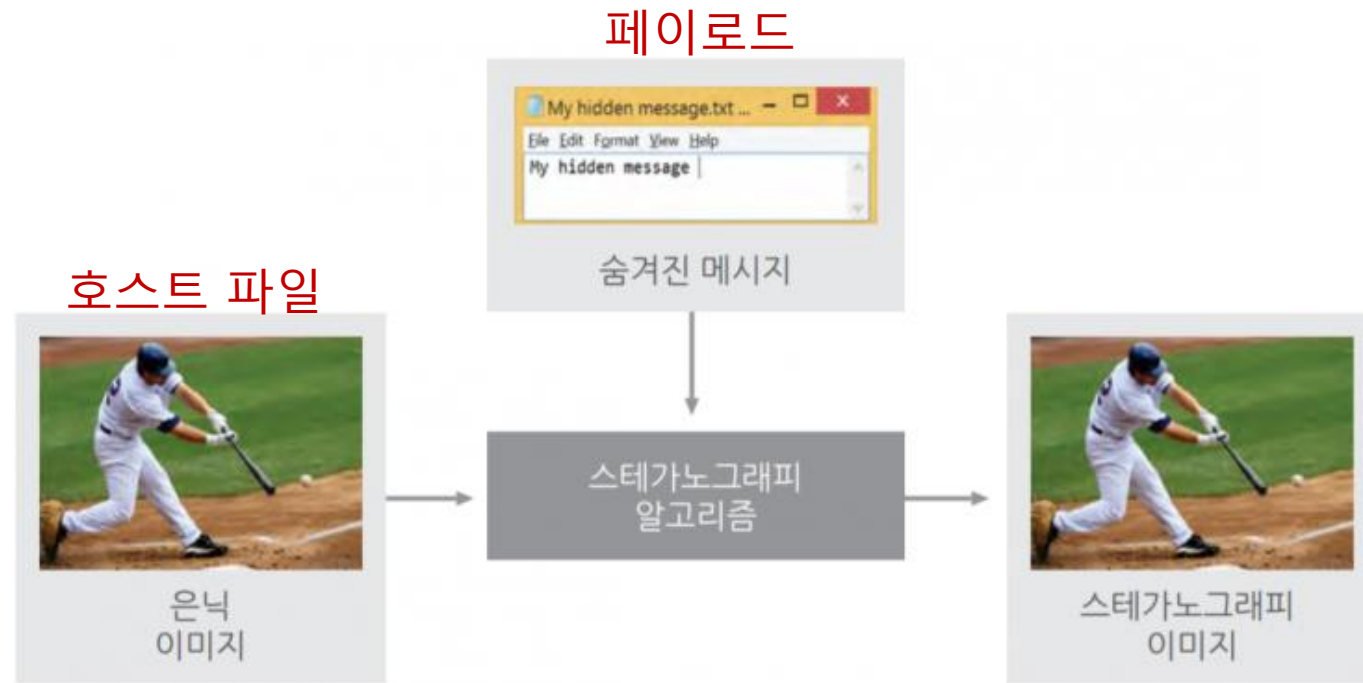 페이로드
My hidden message.txt ...
File Edit Format View Help
My hidden message
숨겨진 메시지
호스트 파일
은닉
이미지
스테가노그래피
알고리즘
스테가노그래피
이미지